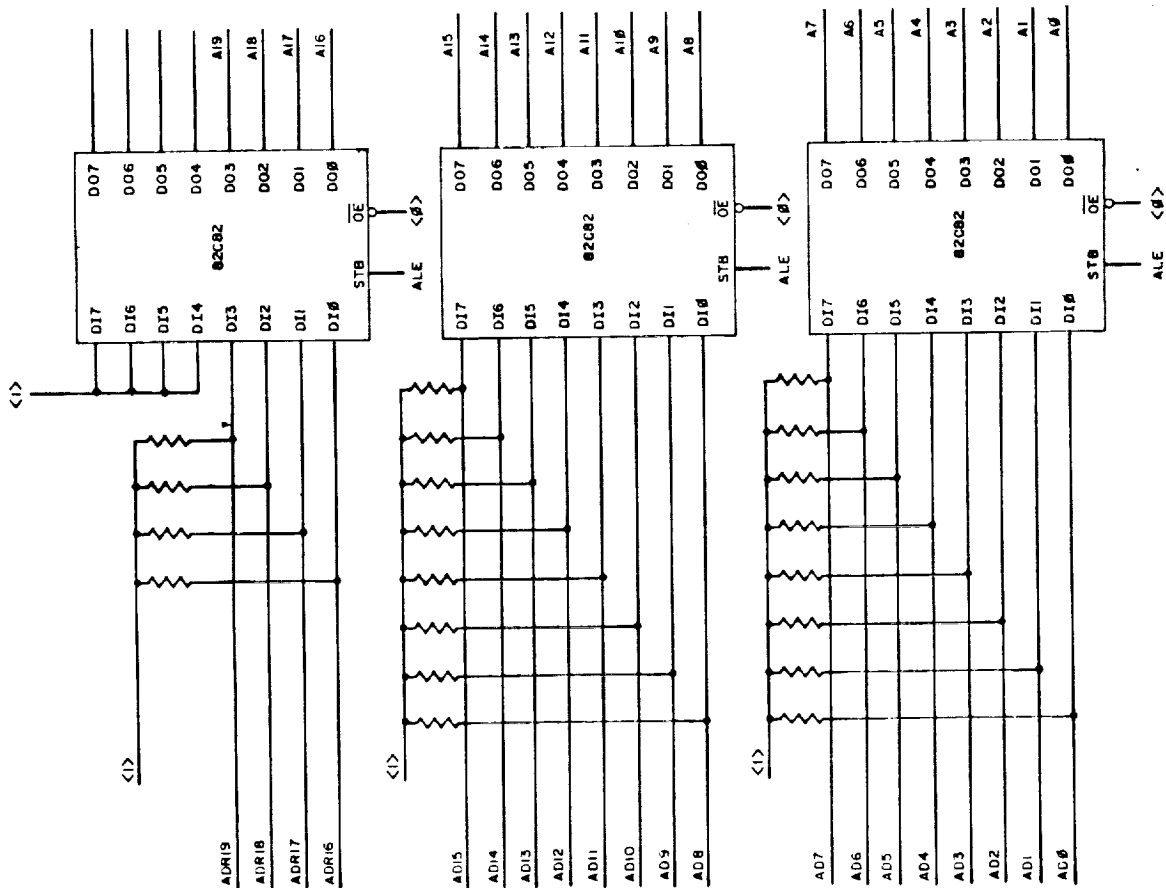 A19
A18
A17
A16
DO7
DO6
DO5
DO4
DO3
DO2
DO1
DOØ
82C82
OE
<Ø>
STB
ALE
DI7
DI6
DI5
DI4
DI3
DI2
DI1
DIØ
<1>
<1>
ADR19
ADR18
ADR17
ADR16
A15
A14
A13
A12
A11
A1Ø
A9
A8
DO7
DO6
DO5
DO4
DO3
DO2
DO1
DOØ
82C82
OE
<Ø>
STB
ALE
DI7
DI6
DI5
DI4
DI3
DI2
DI1
DIØ
<1>
AD15
AD14
AD13
AD12
AD11
AD10
AD9
AD8
A7
A6
A5
A4
A3
A2
A1
AØ
DO7
DO6
DO5
DO4
DO3
DO2
DO1
DOØ
82C82
OE
<Ø>
STB
ALE
DI7
DI6
DI5
DI4
DI3
DI2
DI1
DIØ
<1>
AD7
AD6
AD5
AD4
AD3
AD2
AD1
ADØ